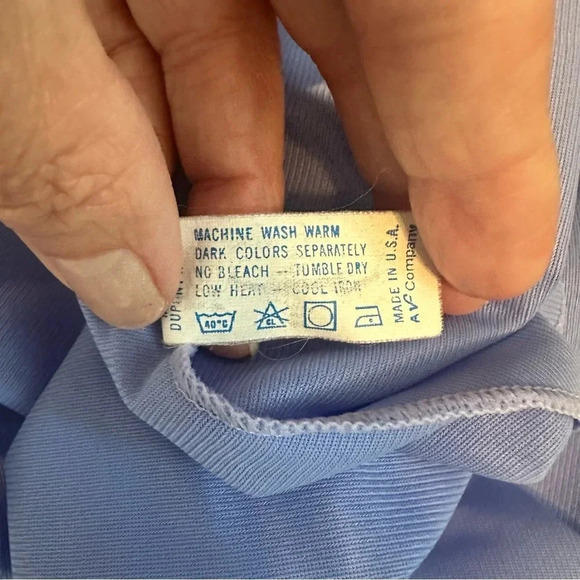 MACHINE WASH WARM
DARK COLORS SEPARATELY
NO BLEACH -- TUMBLE DRY
LOW HEAT -- COOL IRON
40°C CL
MADE IN U.S.A.
AVP Company